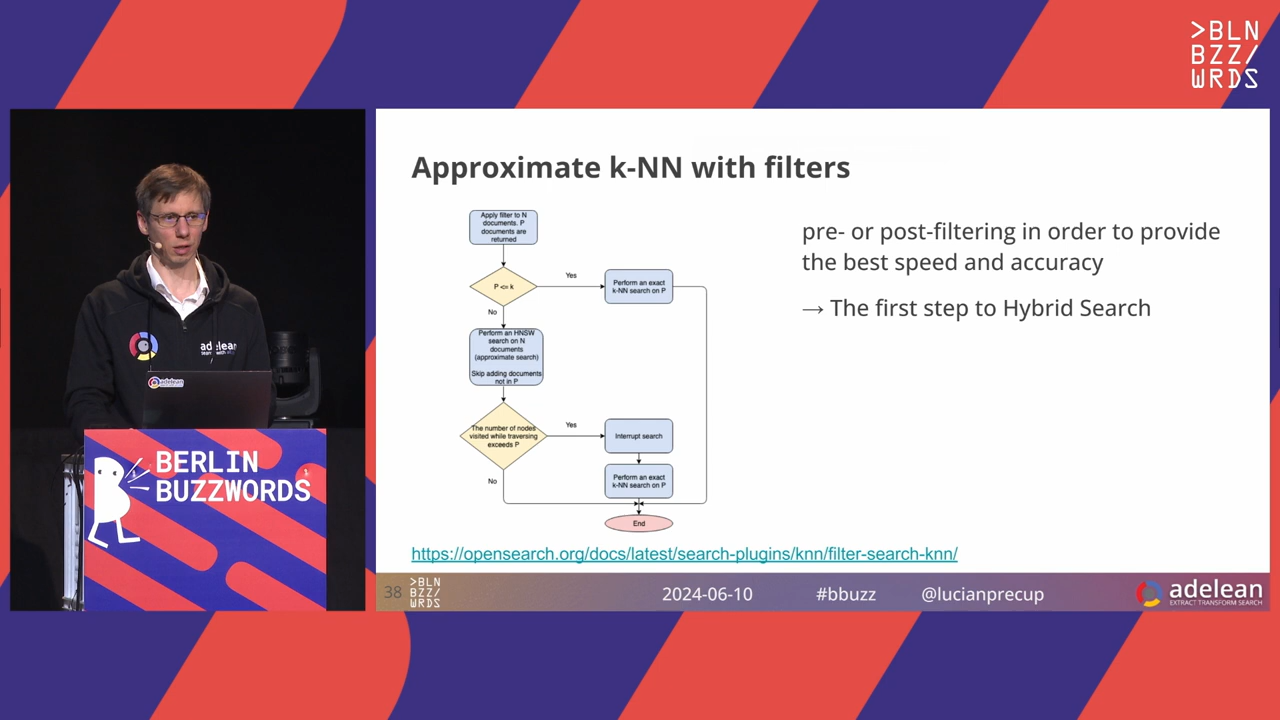 >BLN
BZZ/
WRDS
Approximate k-NN with filters
Apply filter to N
documents. P
documents are
returned
P <= k
Yes
Perform an exact
k-NN search on P
No
Perform an HNSW
search on N
documents
(approximate search)
Skip adding documents
not in P
The number of nodes
visited while traversing
exceeds P
Yes
Interrupt search
Perform an exact
k-NN search on P
No
End
pre- or post-filtering in order to provide
the best speed and accuracy
→ The first step to Hybrid Search
https://opensearch.org/docs/latest/search-plugins/knn/filter-search-knn/
38
>BLN
BZZ/
WRDS
2024-06-10
#bbuzz
@lucianprecup
adelean
EXTRACT TRANSFORM SEARCH
adelean
adelean
BERLIN
BUZZWORDS